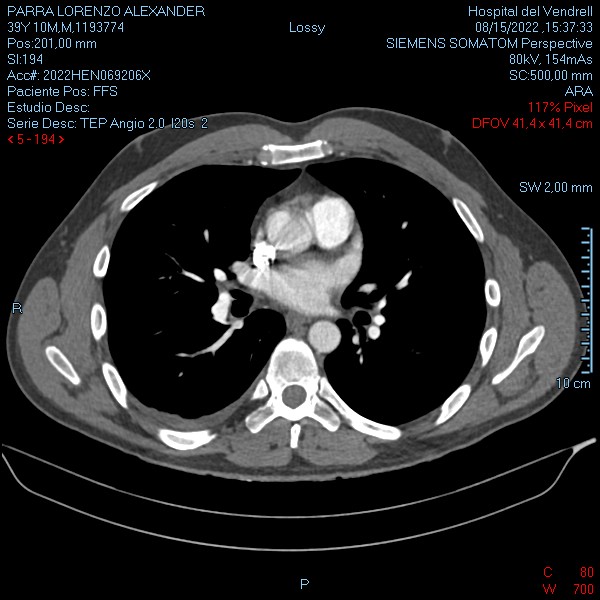 PARRA LORENZO ALEXANDER
39Y 10M,M,1193774
Pos:201,00 mm
SI:194
Acc#: 2022HEN069206X
Paciente Pos: FFS
Estudio Desc:
Serie Desc: TEP Angio 2.0 I20s 2
< 5 - 194 >
Lossy
Hospital del Vendrell
08/15/2022 ,15:37:33
SIEMENS SOMATOM Perspective
80kV, 154mAs
SC:500,00 mm
ARA
117% Pixel
DFOV 41,4 x 41,4 cm
SW 2,00 mm
R
10 cm
P
C 80
W 700